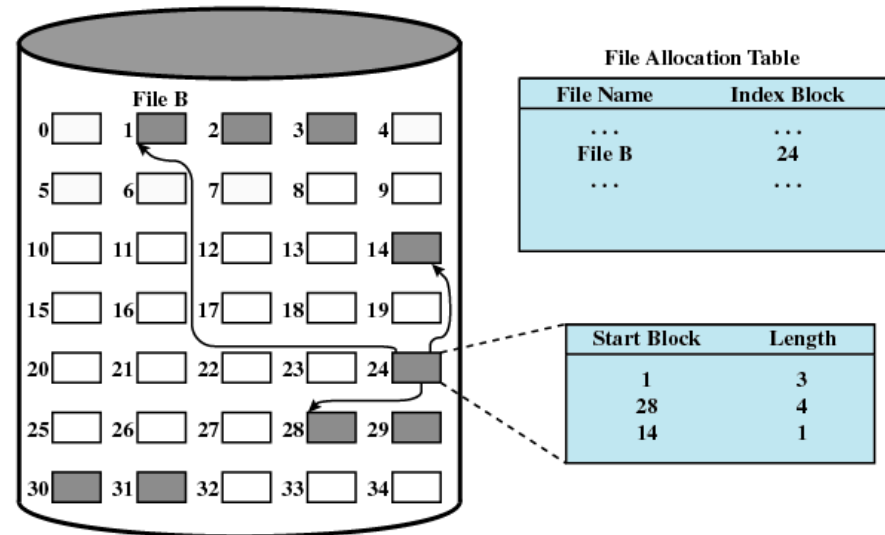 File B
0 1 2 3 4
5 6 7 8 9
10 11 12 13 14
15 16 17 18 19
20 21 22 23 24
25 26 27 28 29
30 31 32 33 34
File Allocation Table
File Name Index Block
... ...
File B 24
... ...
Start Block Length
1 3
28 4
14 1